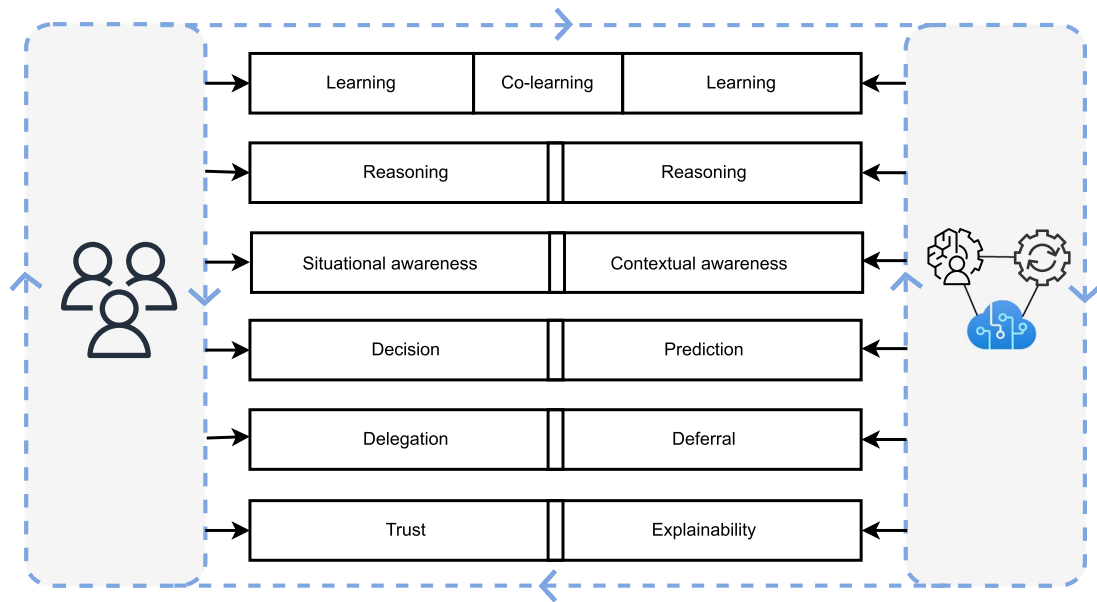 Learning Co-learning Learning
Reasoning Reasoning
Situational awareness Contextual awareness
Decision Prediction
Delegation Deferral
Trust Explainability